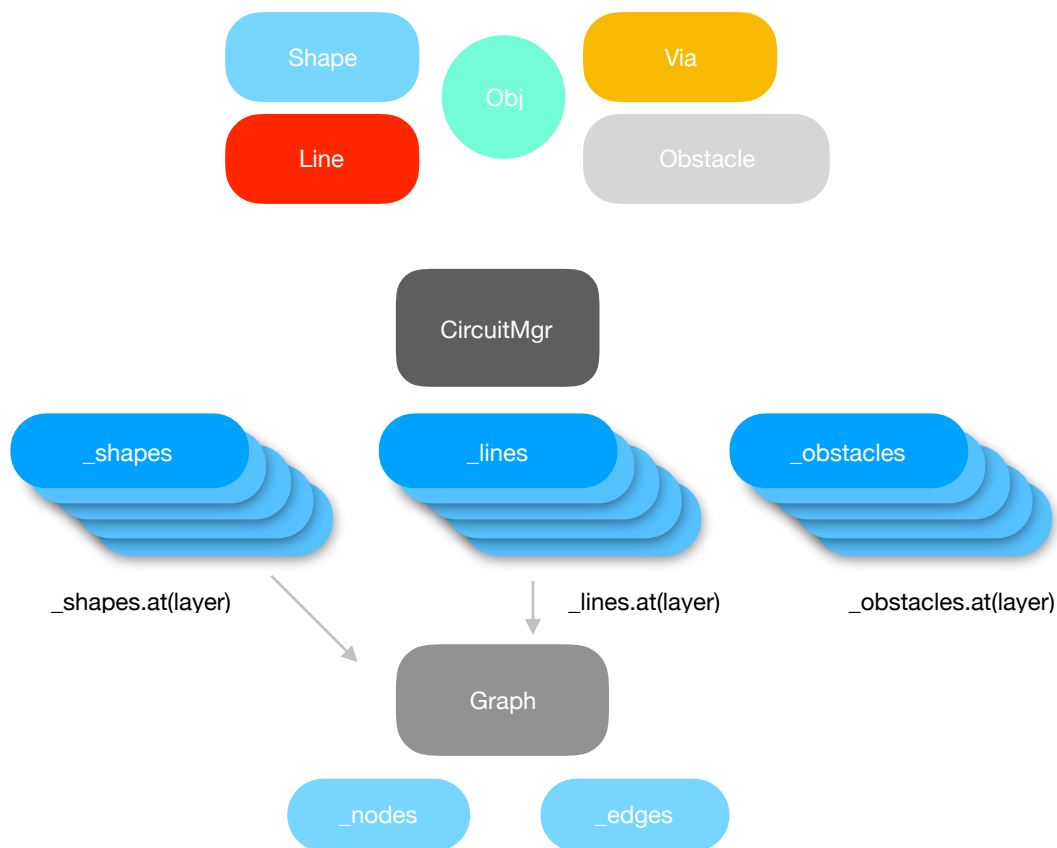 Shape
Obj
Via
Line
Obstacle
CircuitMgr
_shapes
_lines
_obstacles
_shapes.at(layer)
_lines.at(layer)
_obstacles.at(layer)
Graph
_nodes
_edges